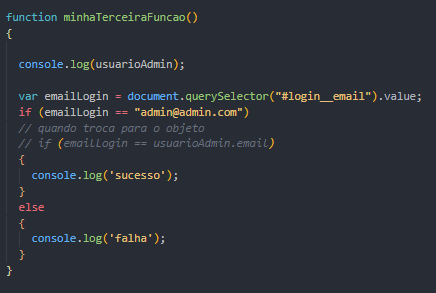 function minhaTerceiraFuncao()
{
console.log(usuarioAdmin);
var emailLogin = document.querySelector("#login__email").value;
if (emailLogin == "admin@admin.com")
// quando troca para o objeto
// if (emailLogin == usuarioAdmin.email)
{
console.log('sucesso');
}
else
{
console.log('falha');
}
}